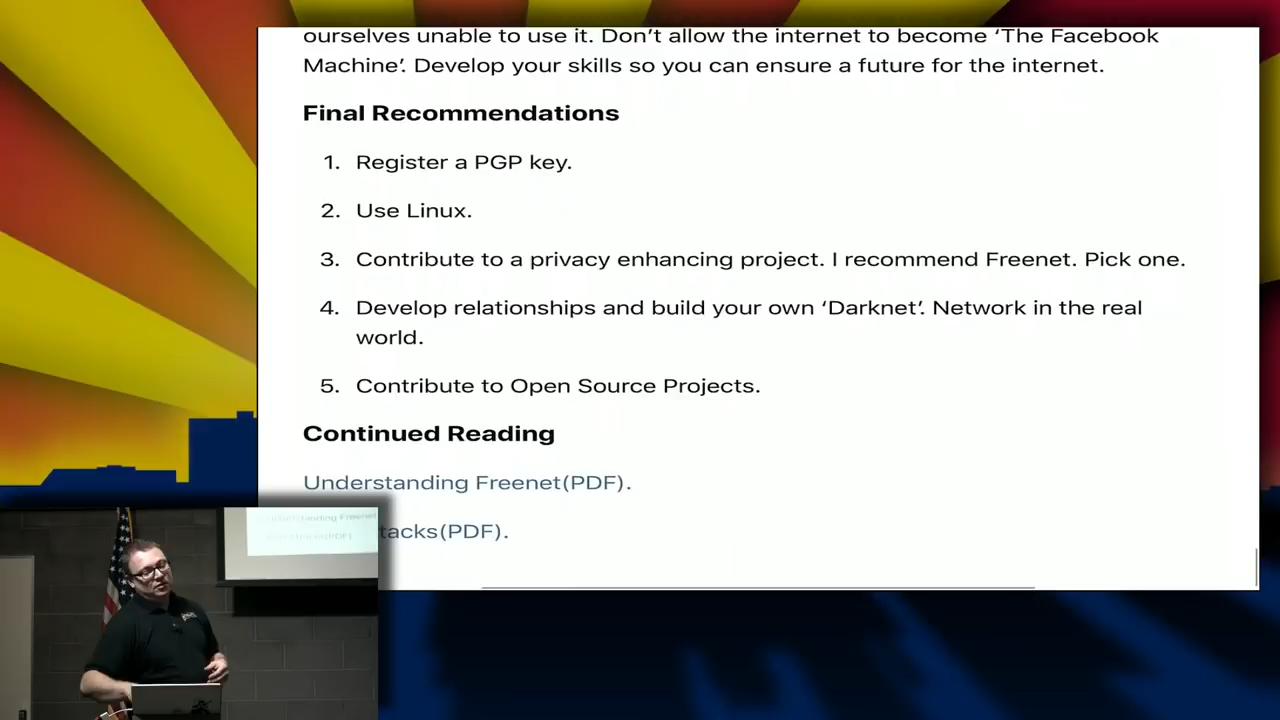 ourselves unable to use it. Don't allow the internet to become 'The Facebook
Machine'. Develop your skills so you can ensure a future for the internet.
Final Recommendations
1. Register a PGP key.
2. Use Linux.
3. Contribute to a privacy enhancing project. I recommend Freenet. Pick one.
4. Develop relationships and build your own 'Darknet'. Network in the real
world.
5. Contribute to Open Source Projects.
Continued Reading
Understanding Freenet(PDF).
tacks(PDF).